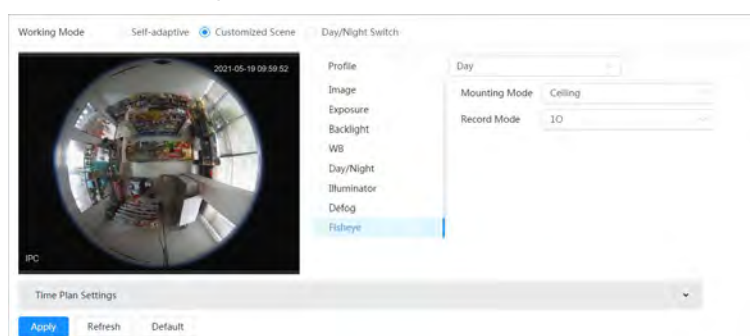 Working Mode Self-adaptive Customized Scene Day/Night Switch
2021-05-19 09:59:52
IPC
Profile Day
Image
Exposure
Backlight
WB
Day/Night
Illuminator
Defog
Fisheye
Mounting Mode Ceiling
Record Mode 1O
Time Plan Settings
Apply Refresh Default